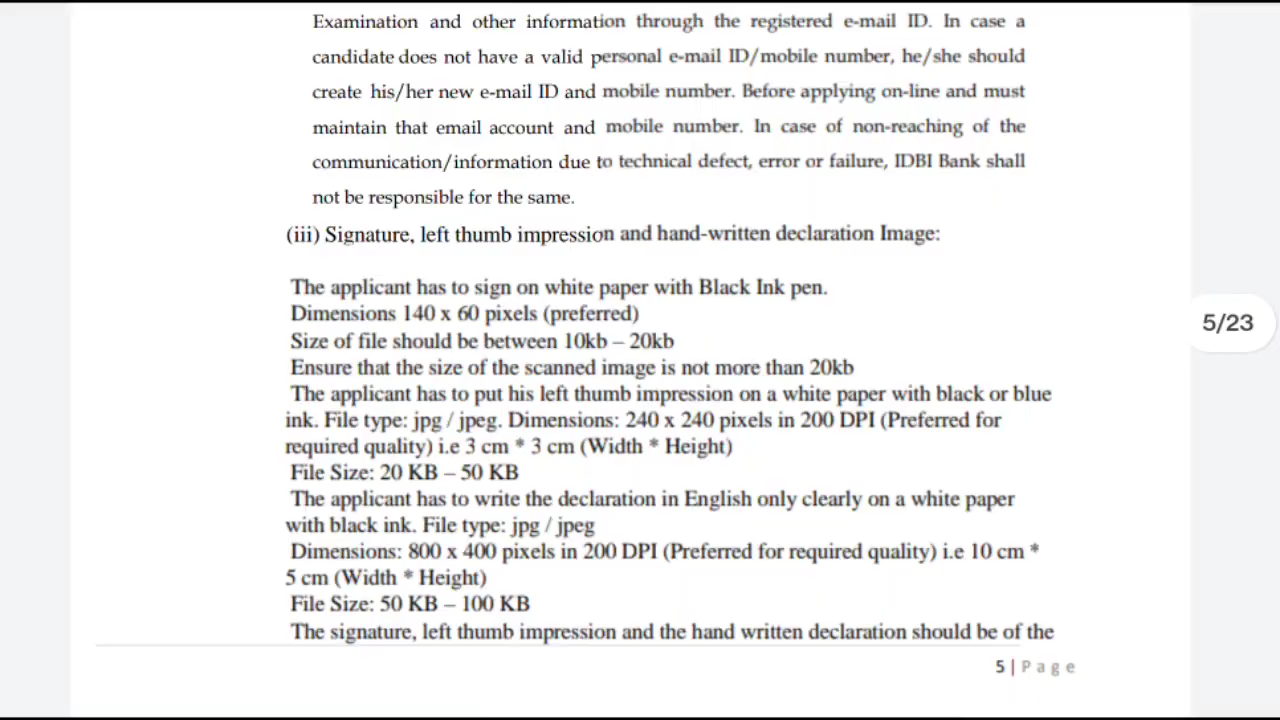 Examination and other information through the registered e-mail ID. In case a
candidate does not have a valid personal e-mail ID/mobile number, he/she should
create his/her new e-mail ID and mobile number. Before applying on-line and must
maintain that email account and mobile number. In case of non-reaching of the
communication/information due to technical defect, error or failure, IDBI Bank shall
not be responsible for the same.
(iii) Signature, left thumb impression and hand-written declaration Image:
The applicant has to sign on white paper with Black Ink pen.
Dimensions 140 x 60 pixels (preferred)
5/23
Size of file should be between 10kb – 20kb
Ensure that the size of the scanned image is not more than 20kb
The applicant has to put his left thumb impression on a white paper with black or blue
ink. File type: jpg / jpeg. Dimensions: 240 x 240 pixels in 200 DPI (Preferred for
required quality) i.e 3 cm * 3 cm (Width * Height)
File Size: 20 KB – 50 KB
The applicant has to write the declaration in English only clearly on a white paper
with black ink. File type: jpg / jpeg
Dimensions: 800 x 400 pixels in 200 DPI (Preferred for required quality) i.e 10 cm *
5 cm (Width * Height)
File Size: 50 KB – 100 KB
The signature, left thumb impression and the hand written declaration should be of the
5 | P a g e